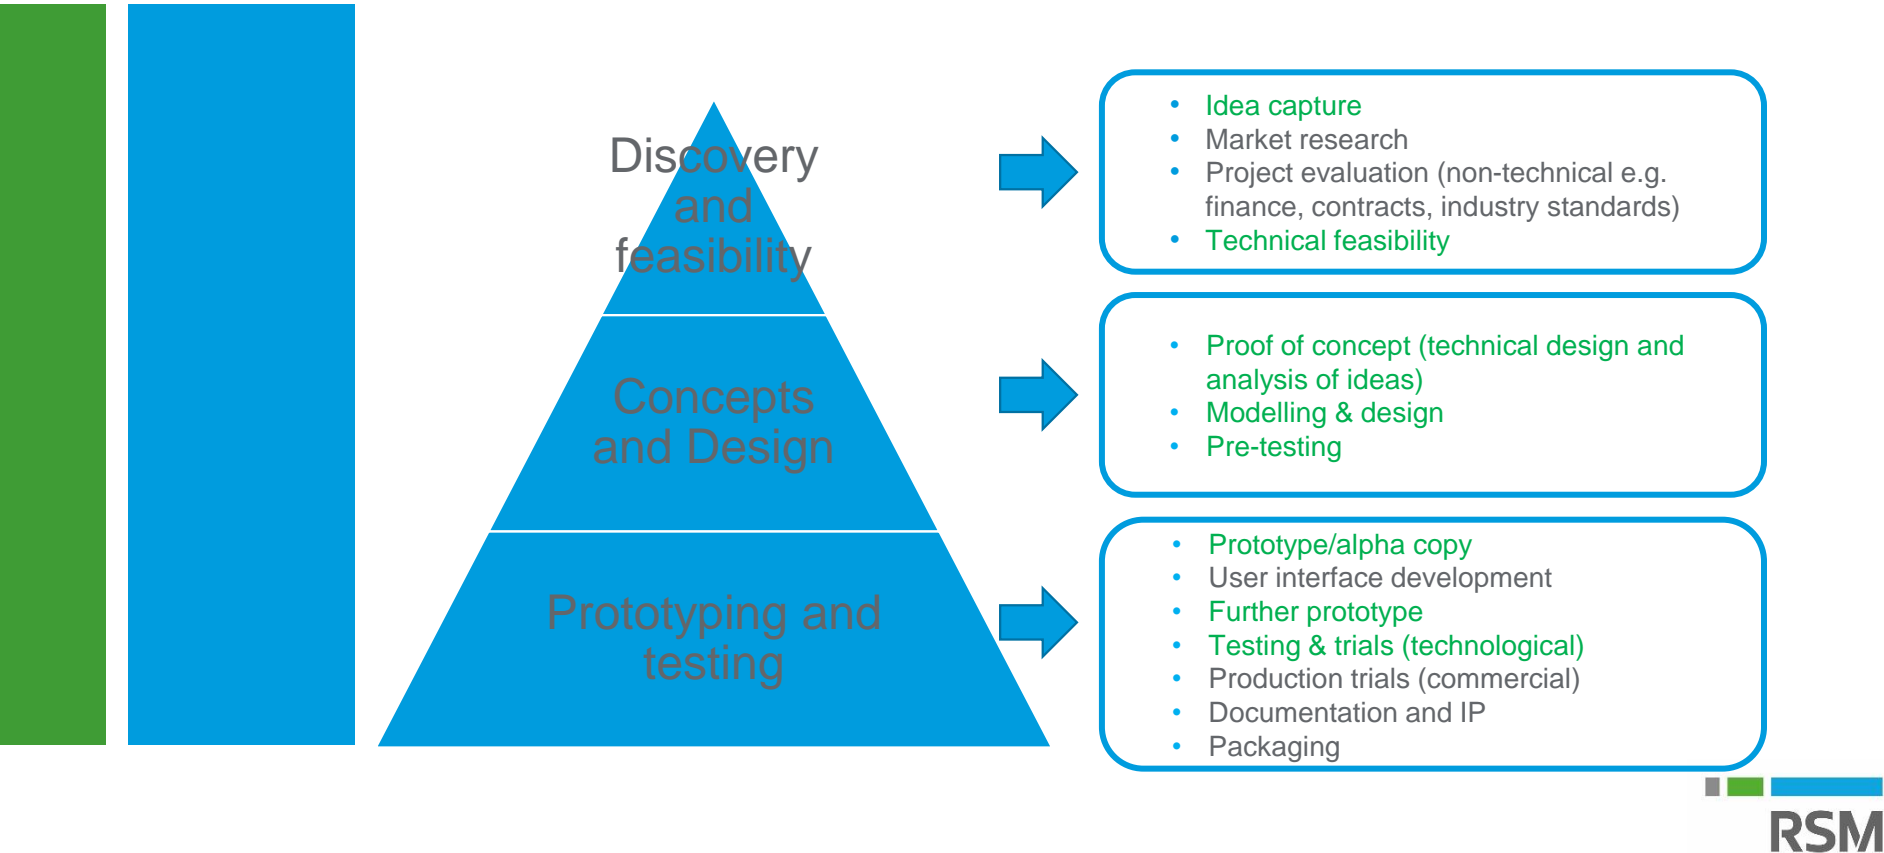 Discovery
and
feasibility
• Idea capture
• Market research
• Project evaluation (non-technical e.g.
finance, contracts, industry standards)
• Technical feasibility
Concepts
and Design
• Proof of concept (technical design and
analysis of ideas)
• Modelling & design
• Pre-testing
Prototyping and
testing
• Prototype/alpha copy
• User interface development
• Further prototype
• Testing & trials (technological)
• Production trials (commercial)
• Documentation and IP
• Packaging
RSM